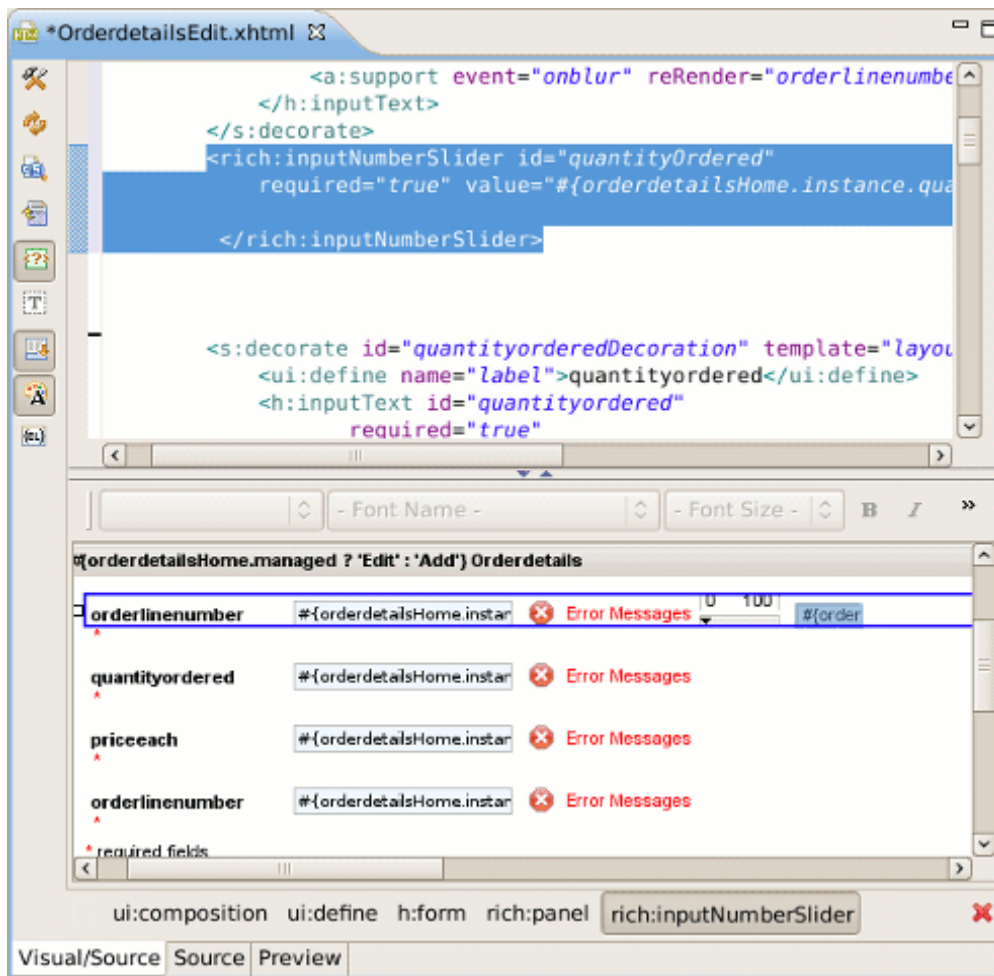 *OrderdetailsEdit.xhtml
<a:support event="onblur" reRender="orderlinenumbe
</h:inputText>
</s:decorate>
<rich:inputNumberSlider id="quantityOrdered"
required="true" value="#{orderdetailsHome.instance.qua
</rich:inputNumberSlider>
<s:decorate id="quantityorderedDecoration" template="layou
<ui:define name="label">quantityordered</ui:define>
<h:inputText id="quantityordered"
required="true"
- Font Name - - Font Size - B I »
#{orderdetailsHome.managed ? 'Edit' : 'Add'} Orderdetails
orderlinenumber #{orderdetailsHome.instar Error Messages 0 100 #{order
*
quantityordered #{orderdetailsHome.instar Error Messages
*
priceeach #{orderdetailsHome.instar Error Messages
*
orderlinenumber #{orderdetailsHome.instar Error Messages
*
* required fields
ui:composition ui:define h:form rich:panel rich:inputNumberSlider
Visual/Source Source Preview